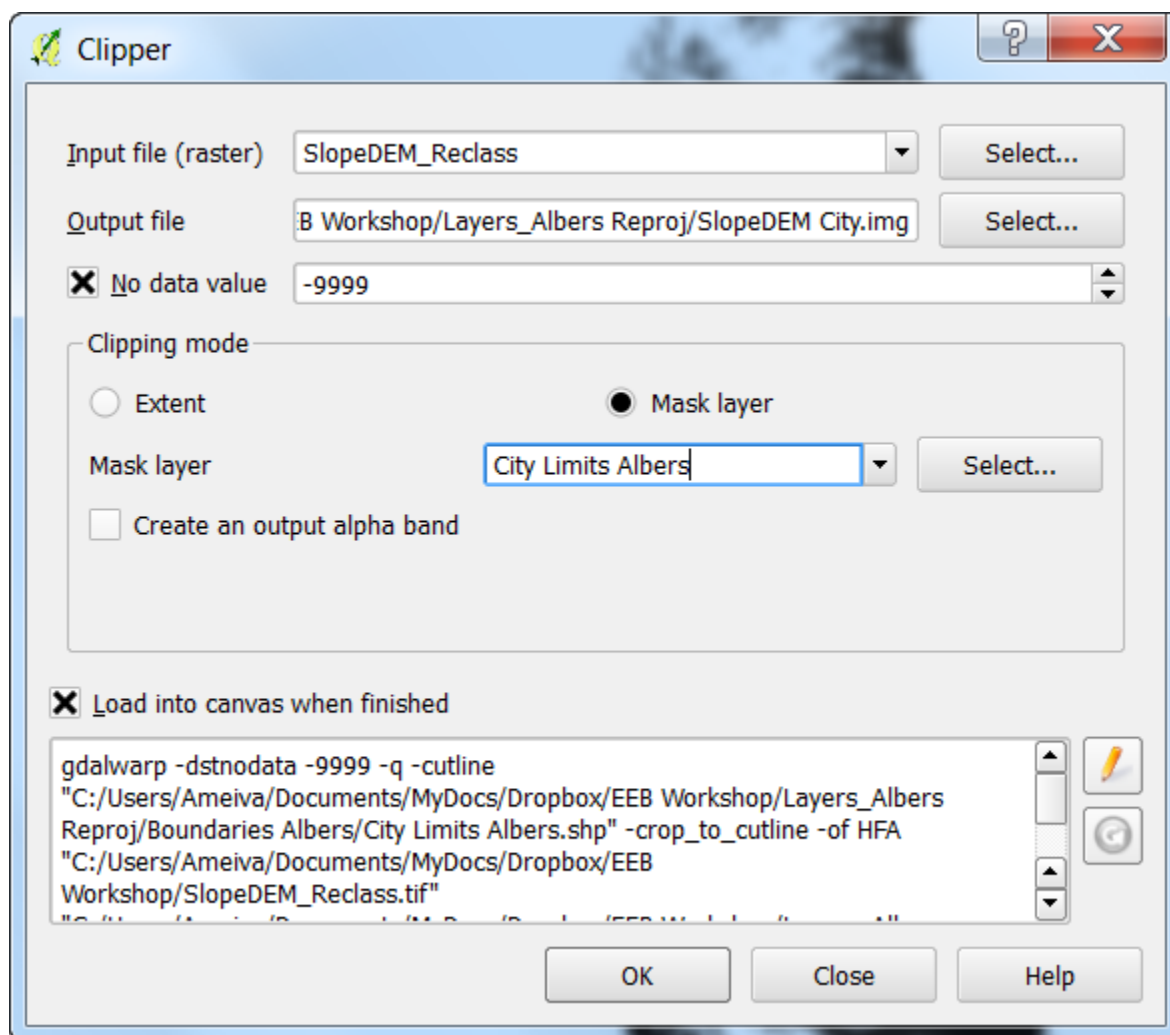 Clipper
Input file (raster) SlopeDEM_Reclass Select...
Output file B Workshop/Layers_Albers Reproj/SlopeDEM City.img Select...
No data value -9999
Clipping mode
Extent Mask layer
Mask layer City Limits Albers Select...
Create an output alpha band
Load into canvas when finished
gdalwarp -dstnodata -9999 -q -cutline
"C:/Users/Ameiva/Documents/MyDocs/Dropbox/EEB Workshop/Layers_Albers
Reproj/Boundaries Albers/City Limits Albers.shp" -crop_to_cutline -of HFA
"C:/Users/Ameiva/Documents/MyDocs/Dropbox/EEB
Workshop/SlopeDEM_Reclass.tif"
OK Close Help